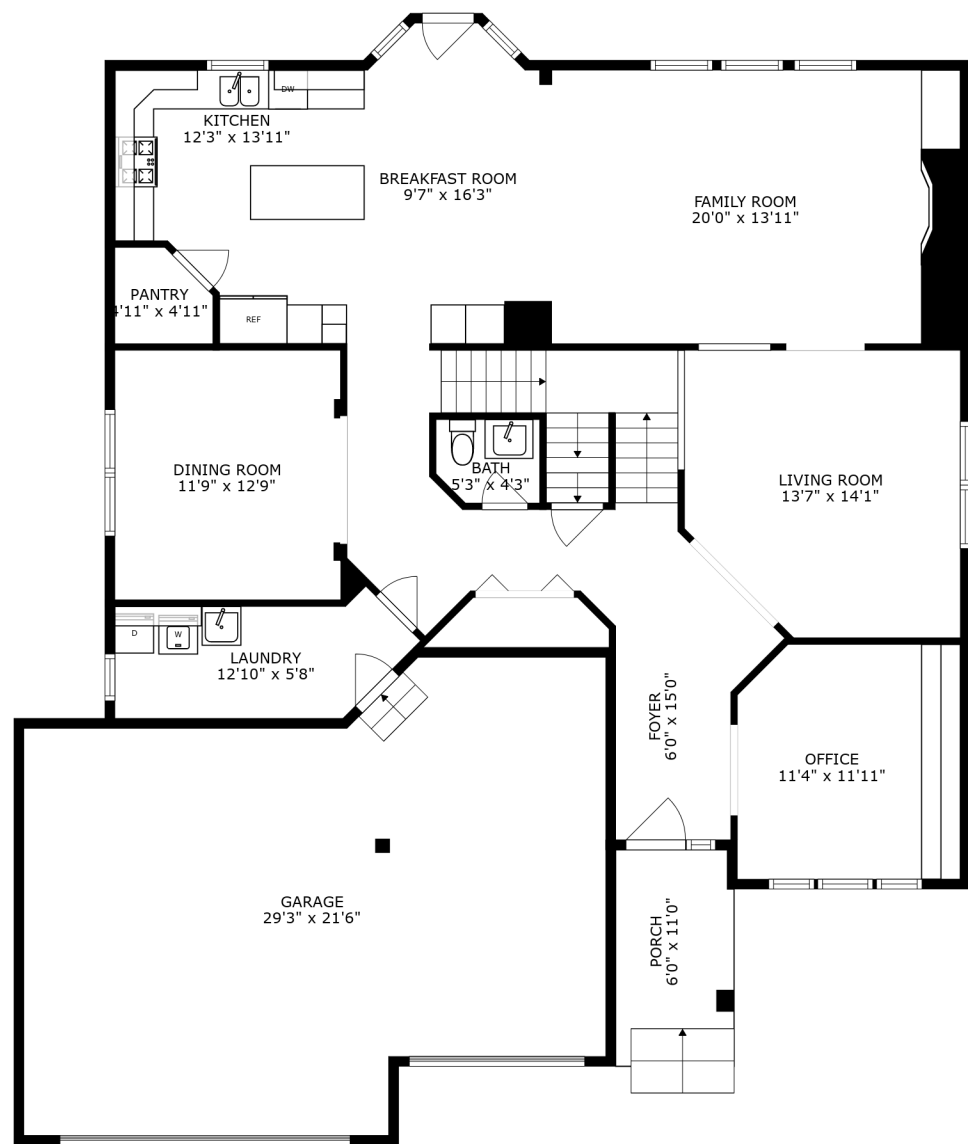 DW
KITCHEN
12'3" x 13'11"
BREAKFAST ROOM
9'7" x 16'3"
FAMILY ROOM
20'0" x 13'11"
PANTRY
4'11" x 4'11"
REF
DINING ROOM
11'9" x 12'9"
BATH
5'3" x 4'3"
LIVING ROOM
13'7" x 14'1"
D
W
LAUNDRY
12'10" x 5'8"
FOYER
6'0" x 15'0"
OFFICE
11'4" x 11'11"
GARAGE
29'3" x 21'6"
PORCH
6'0" x 11'0"